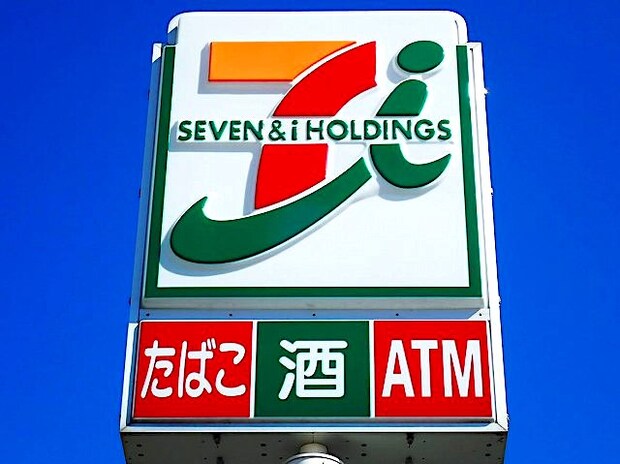 SEVEN & i HOLDINGS
たばこ 酒 ATM